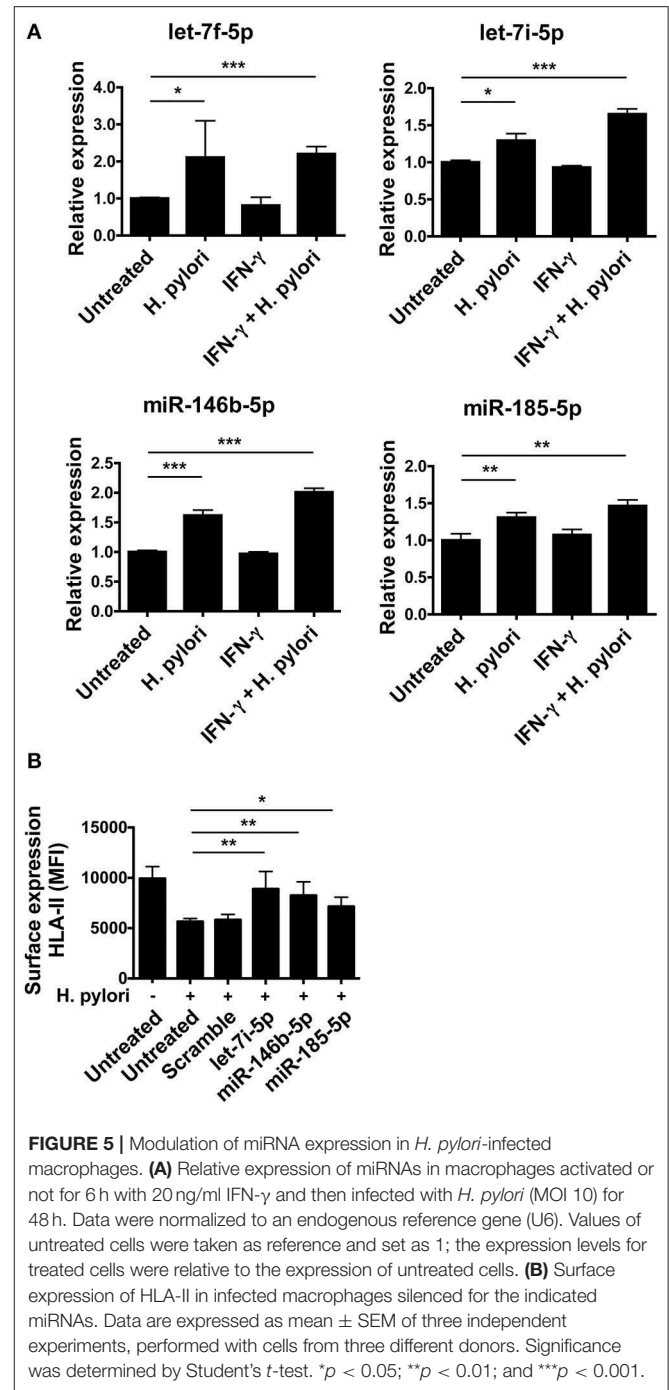 A
let-7f-5p
let-7i-5p
Relative expression
4.0
3.0
2.0
1.0
0.0
*
***
Untreated
H. pylori
IFN-γ
IFN-γ + H. pylori
Relative expression
2.0
1.5
1.0
0.5
0.0
*
***
Untreated
H. pylori
IFN-γ
IFN-γ + H. pylori
miR-146b-5p
miR-185-5p
Relative expression
2.5
2.0
1.5
1.0
0.5
0.0
***
***
Untreated
H. pylori
IFN-γ
IFN-γ + H. pylori
Relative expression
2.0
1.5
1.0
0.5
0.0
**
**
Untreated
H. pylori
IFN-γ
IFN-γ + H. pylori
B
Surface expression
HLA-II (MFI)
15000
10000
5000
0
*
**
**
H. pylori - + + + + +
Untreated
Untreated
Scramble
let-7i-5p
miR-146b-5p
miR-185-5p
FIGURE 5 | Modulation of miRNA expression in H. pylori-infected
macrophages. (A) Relative expression of miRNAs in macrophages activated or
not for 6 h with 20 ng/ml IFN-γ and then infected with H. pylori (MOI 10) for
48 h. Data were normalized to an endogenous reference gene (U6). Values of
untreated cells were taken as reference and set as 1; the expression levels for
treated cells were relative to the expression of untreated cells. (B) Surface
expression of HLA-II in infected macrophages silenced for the indicated
miRNAs. Data are expressed as mean ± SEM of three independent
experiments, performed with cells from three different donors. Significance
was determined by Student's t-test. *p < 0.05; **p < 0.01; and ***p < 0.001.